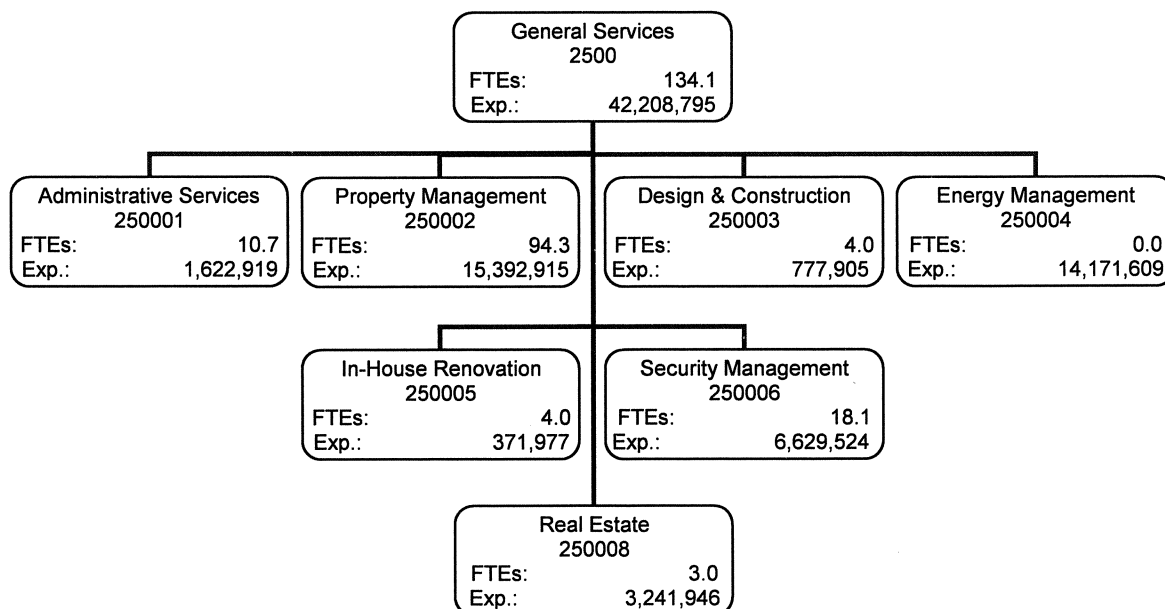 General Services
2500
FTEs: 134.1
Exp.: 42,208,795
Administrative Services
250001
FTEs: 10.7
Exp.: 1,622,919
Property Management
250002
FTEs: 94.3
Exp.: 15,392,915
Design & Construction
250003
FTEs: 4.0
Exp.: 777,905
Energy Management
250004
FTEs: 0.0
Exp.: 14,171,609
In-House Renovation
250005
FTEs: 4.0
Exp.: 371,977
Security Management
250006
FTEs: 18.1
Exp.: 6,629,524
Real Estate
250008
FTEs: 3.0
Exp.: 3,241,946